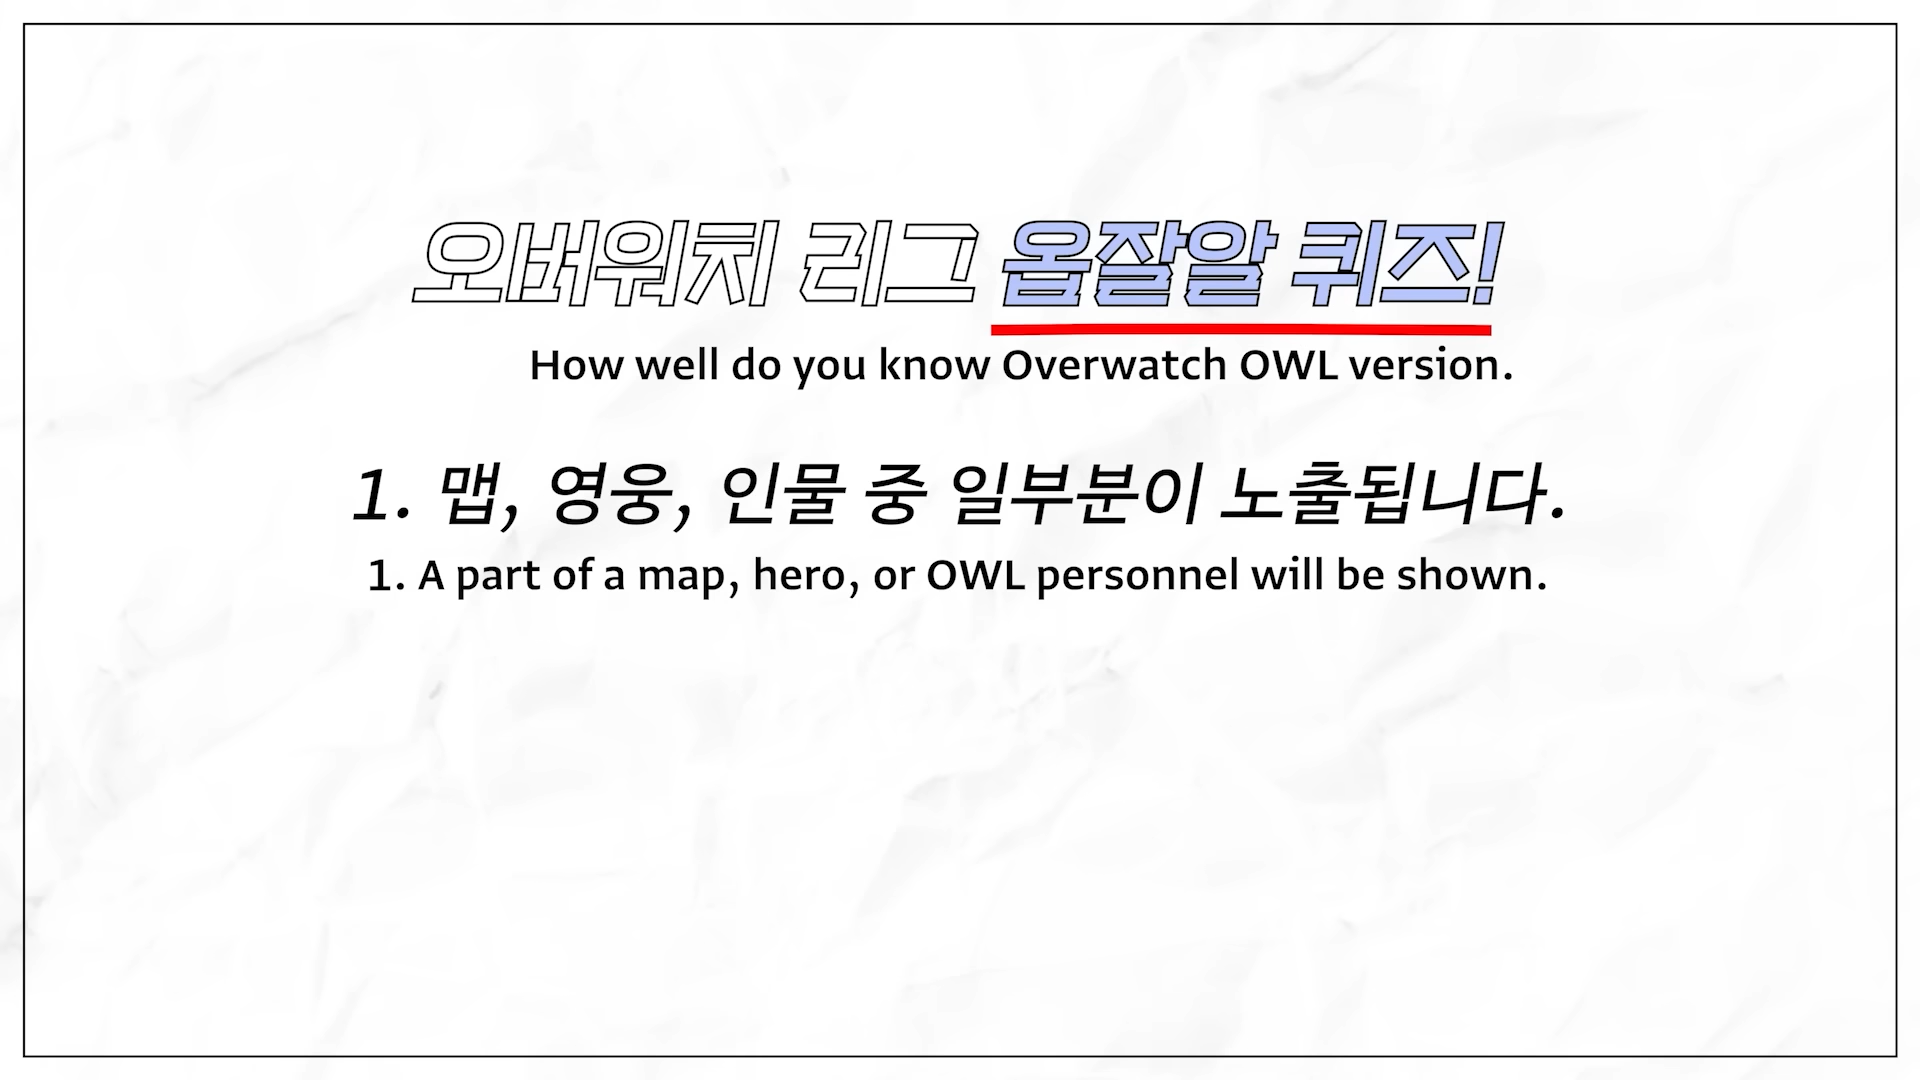 오버워치 리그 옵잘알 퀴즈!
How well do you know Overwatch OWL version.
1. 맵, 영웅, 인물 중 일부분이 노출됩니다.
1. A part of a map, hero, or OWL personnel will be shown.